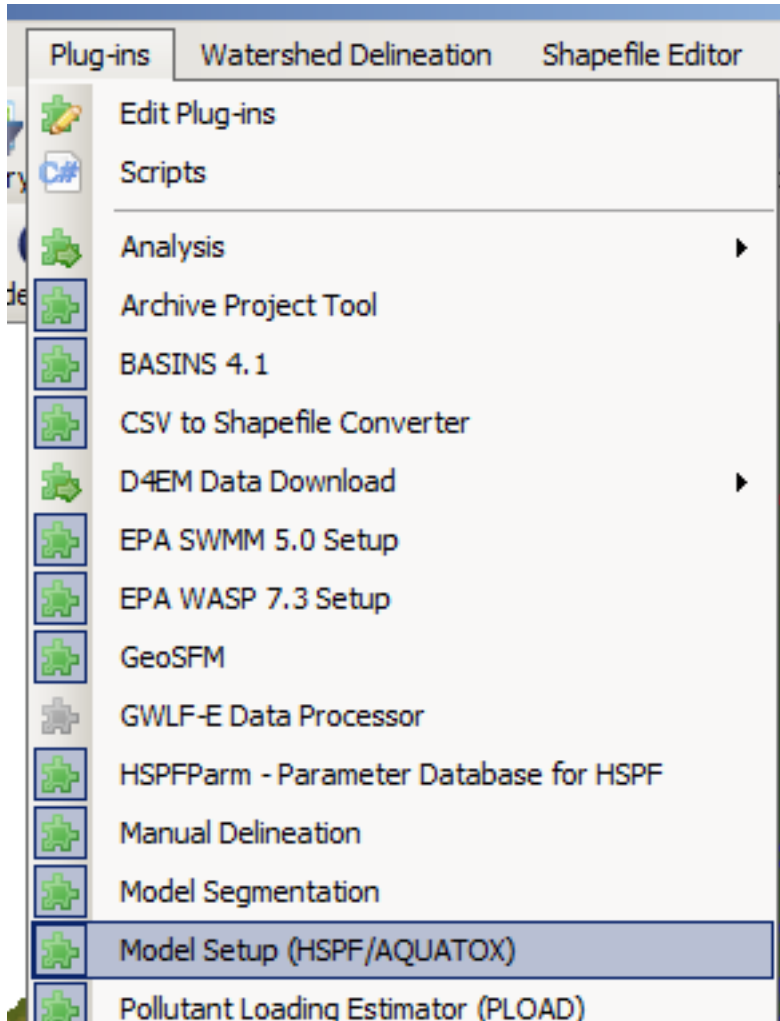 Plug-ins Watershed Delineation Shapefile Editor
Edit Plug-ins
C# Scripts
Analysis
Archive Project Tool
BASINS 4.1
CSV to Shapefile Converter
D4EM Data Download
EPA SWMM 5.0 Setup
EPA WASP 7.3 Setup
GeoSFM
GWLF-E Data Processor
HSPFParm - Parameter Database for HSPF
Manual Delineation
Model Segmentation
Model Setup (HSPF/AQUATOX)
Pollutant Loading Estimator (PLOAD)